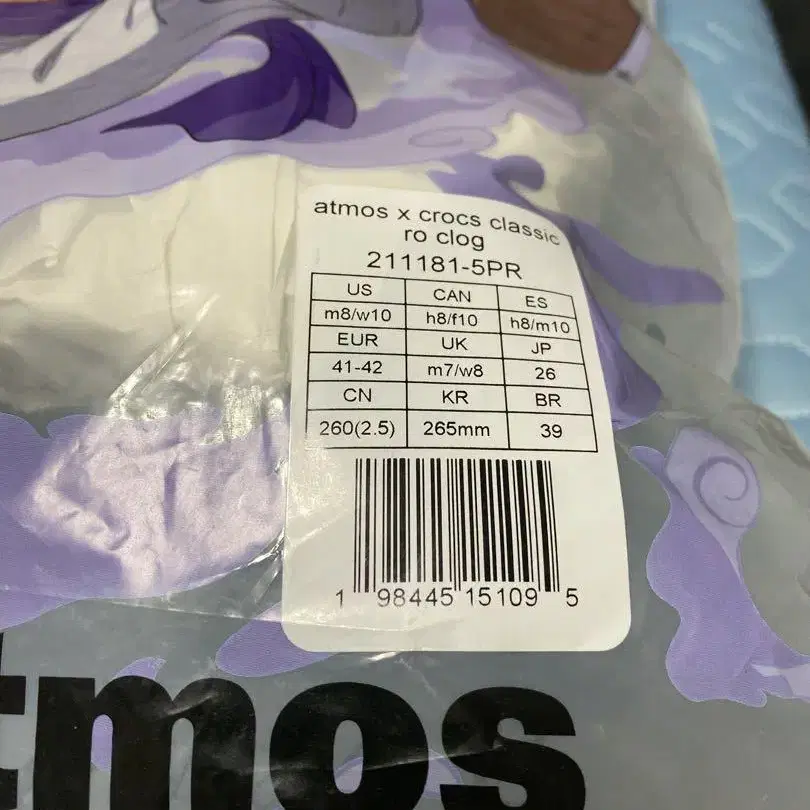 atmos x crocs classic
ro clog
211181-5PR
US CAN ES
m8/w10 h8/f10 h8/m10
EUR UK JP
41-42 m7/w8 26
CN KR BR
260(2.5) 265mm 39
1 98445 15109 5
tmos